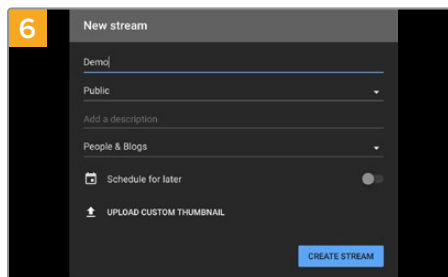 6
New stream
Demo
Public
Add a description
People & Blogs
Schedule for later
UPLOAD CUSTOM THUMBNAIL
CREATE STREAM